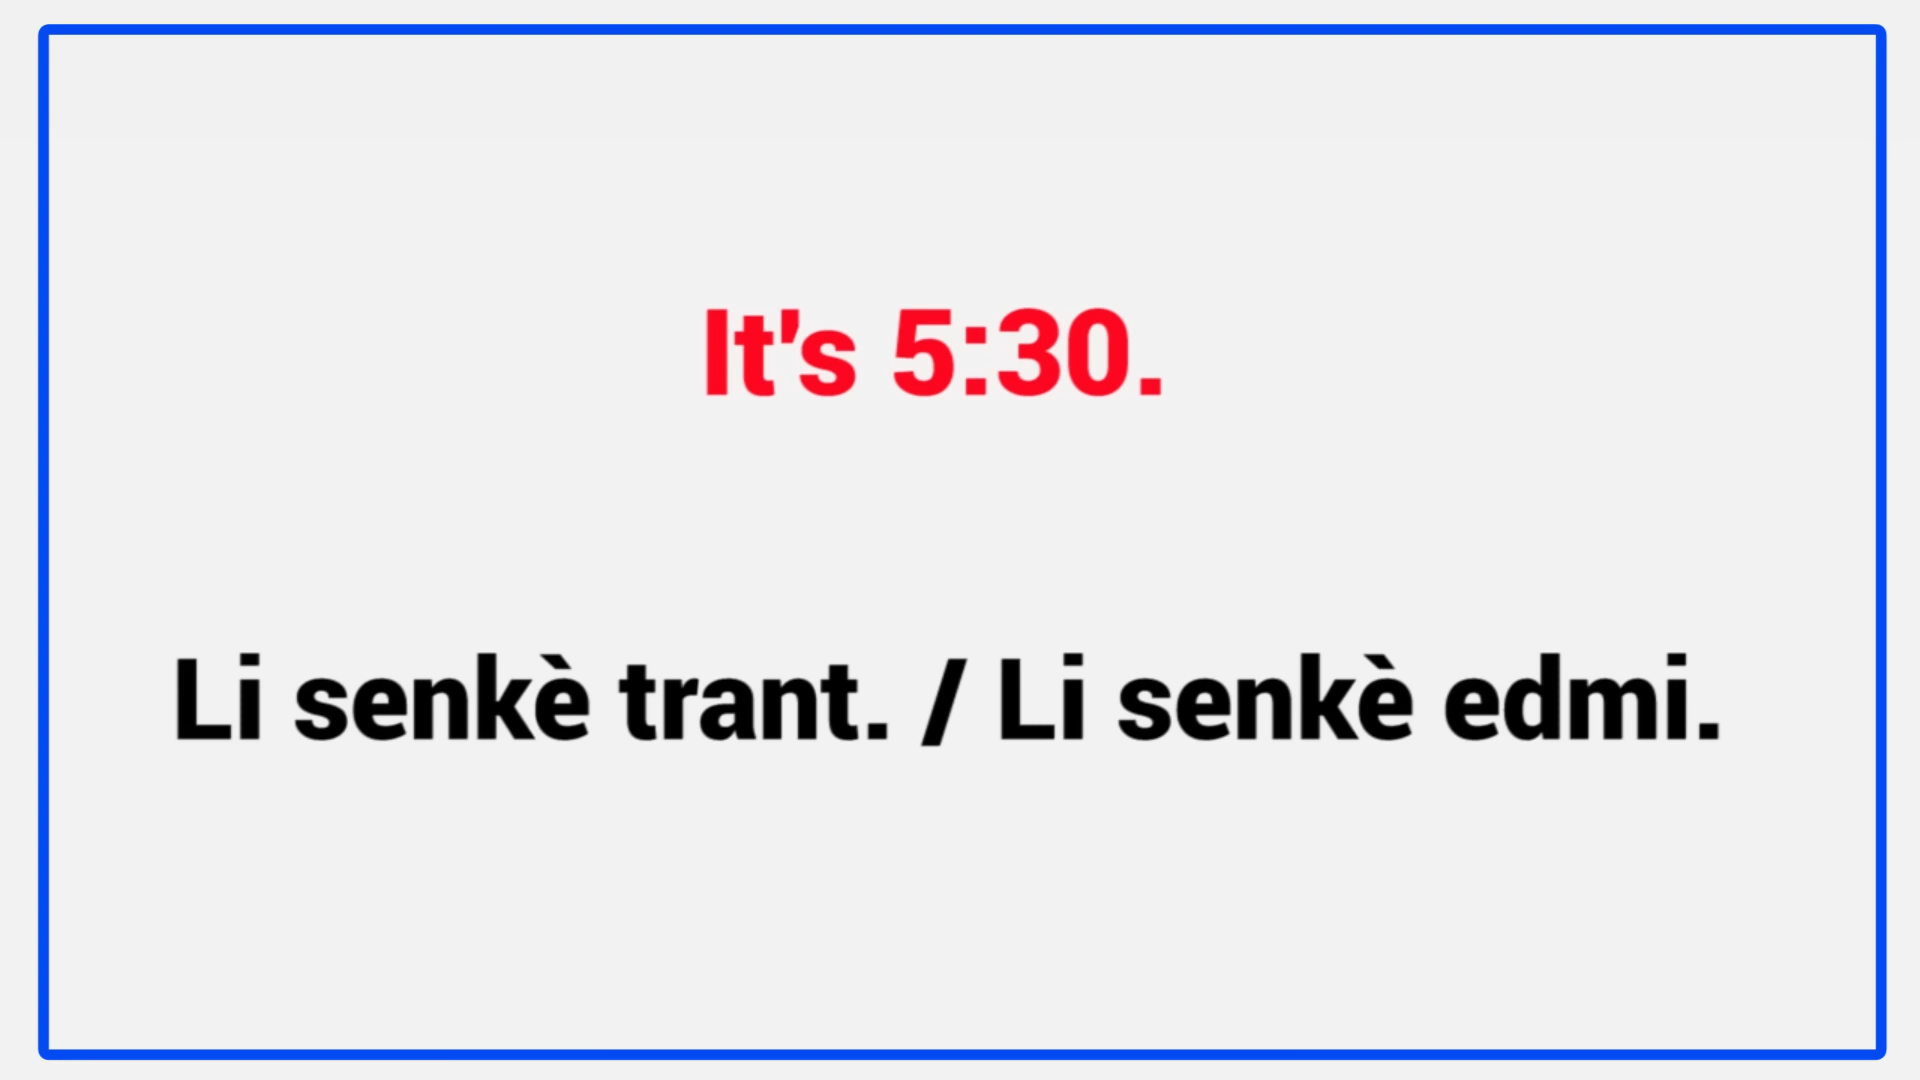 It's 5:30.
Li senkè trant. / Li senkè edmi.